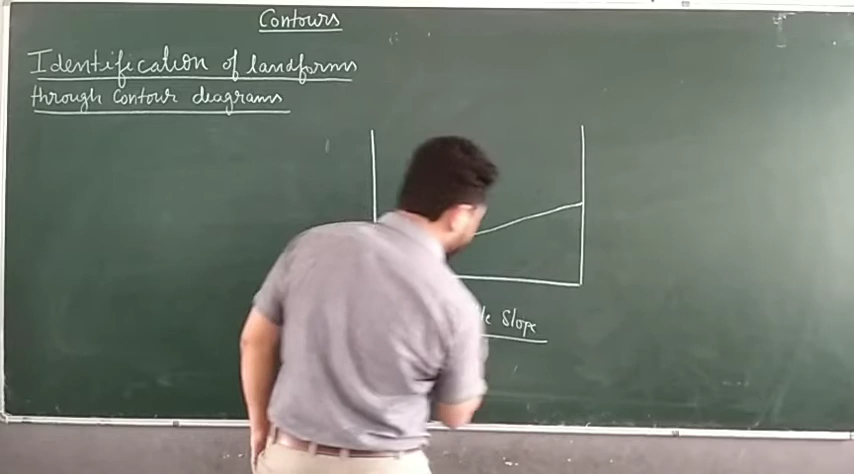 Contours
Identification of landforms
through Contour diagrams
Slope